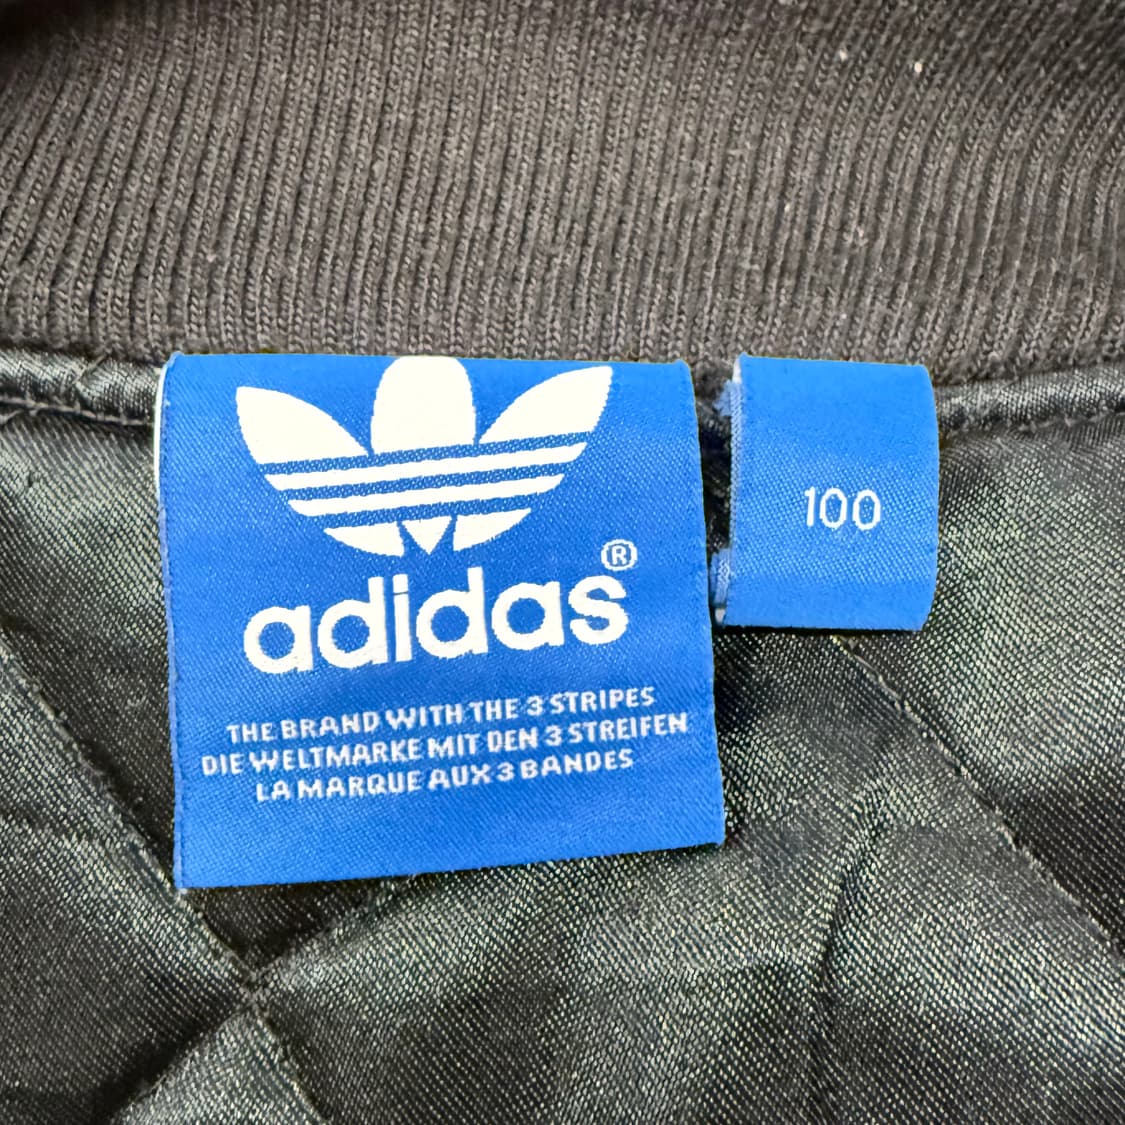 adidas®
THE BRAND WITH THE 3 STRIPES
DIE WELTMARKE MIT DEN 3 STREIFEN
LA MARQUE AUX 3 BANDES
100